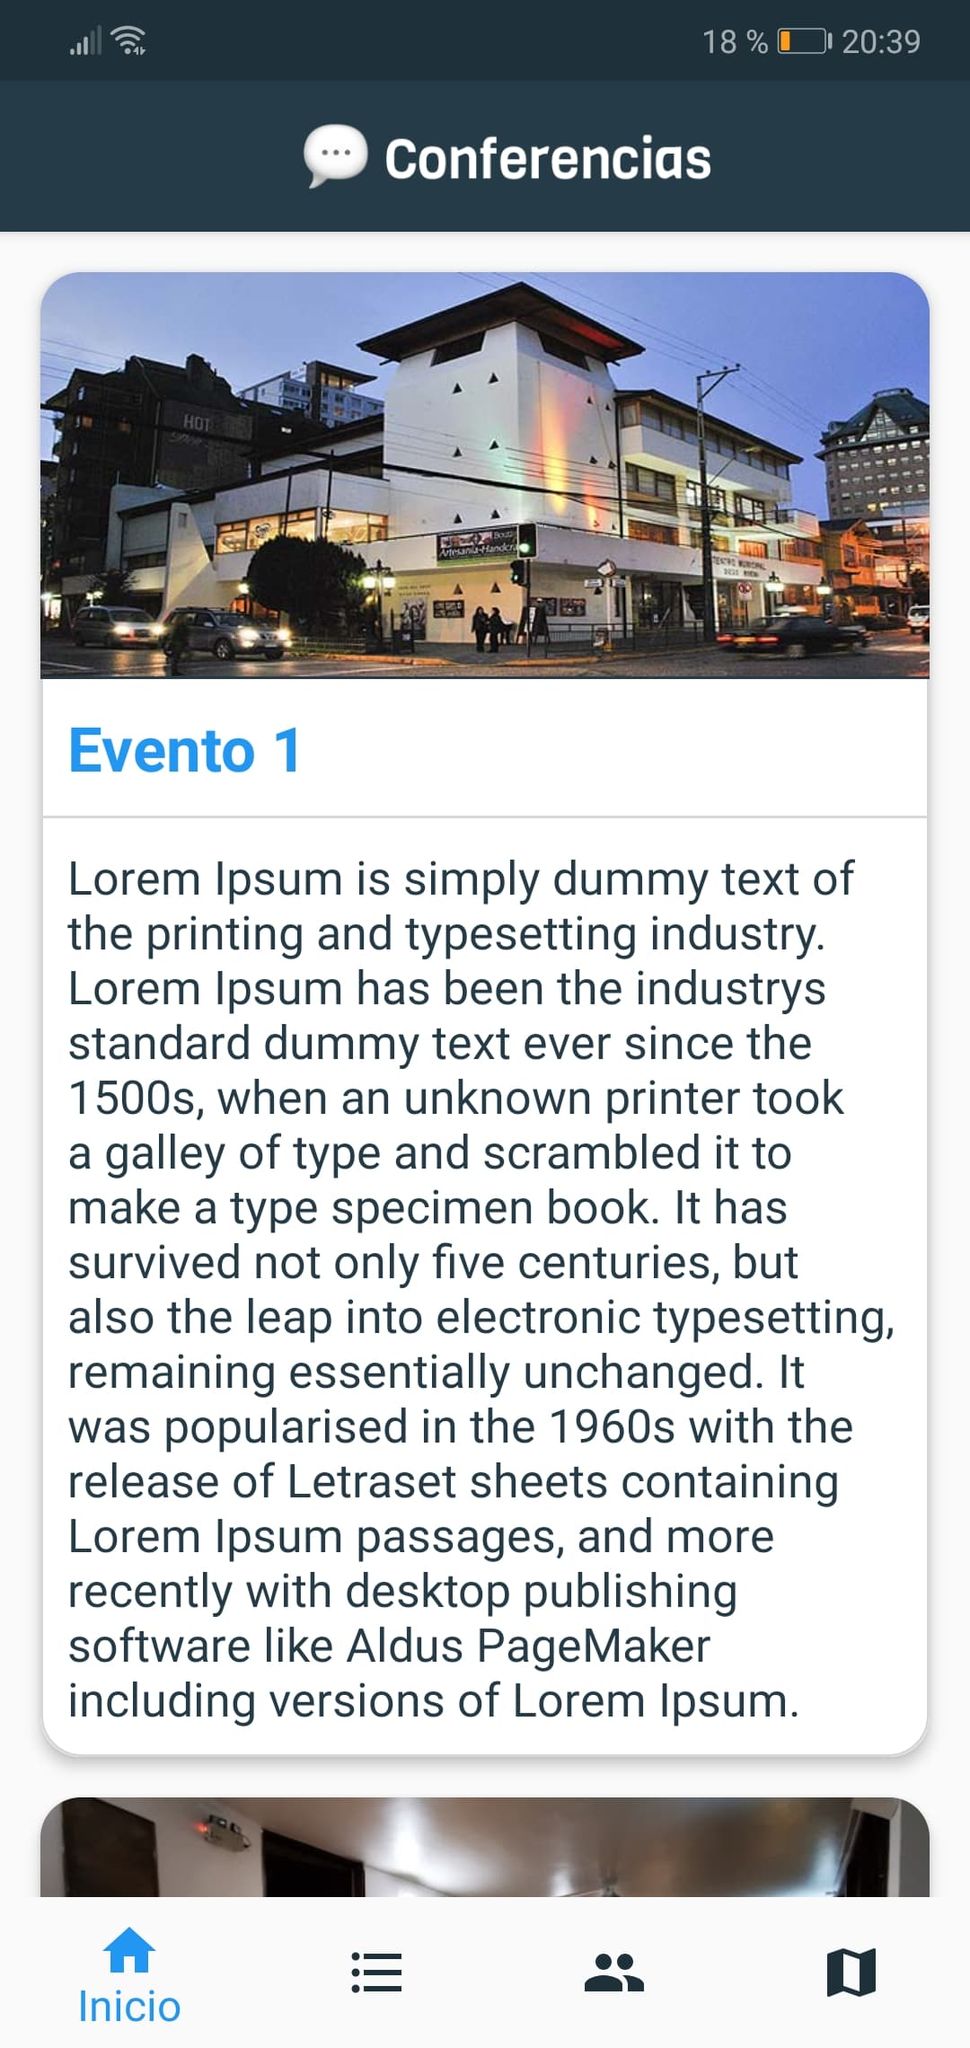 18 % 20:39
Conferencias
HOT
Artesania-Handcra
Evento 1
Lorem Ipsum is simply dummy text of
the printing and typesetting industry.
Lorem Ipsum has been the industrys
standard dummy text ever since the
1500s, when an unknown printer took
a galley of type and scrambled it to
make a type specimen book. It has
survived not only five centuries, but
also the leap into electronic typesetting,
remaining essentially unchanged. It
was popularised in the 1960s with the
release of Letraset sheets containing
Lorem Ipsum passages, and more
recently with desktop publishing
software like Aldus PageMaker
including versions of Lorem Ipsum.
Inicio